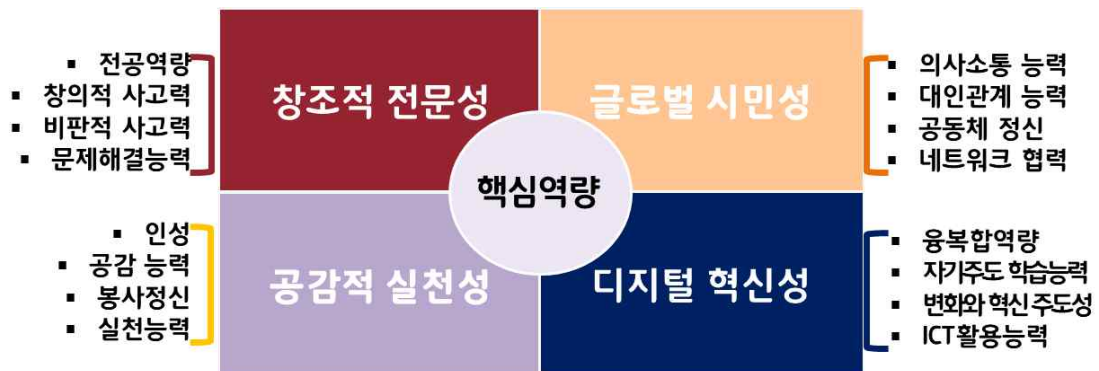 ▪ 전공역량
▪ 창의적 사고력
▪ 비판적 사고력
▪ 문제해결능력
창조적 전문성
글로벌 시민성
▪ 의사소통 능력
▪ 대인관계 능력
▪ 공동체 정신
▪ 네트워크 협력
핵심역량
▪ 인성
▪ 공감 능력
▪ 봉사정신
▪ 실천능력
공감적 실천성
디지털 혁신성
▪ 융복합역량
▪ 자기주도 학습능력
▪ 변화와 혁신 주도성
▪ ICT활용능력